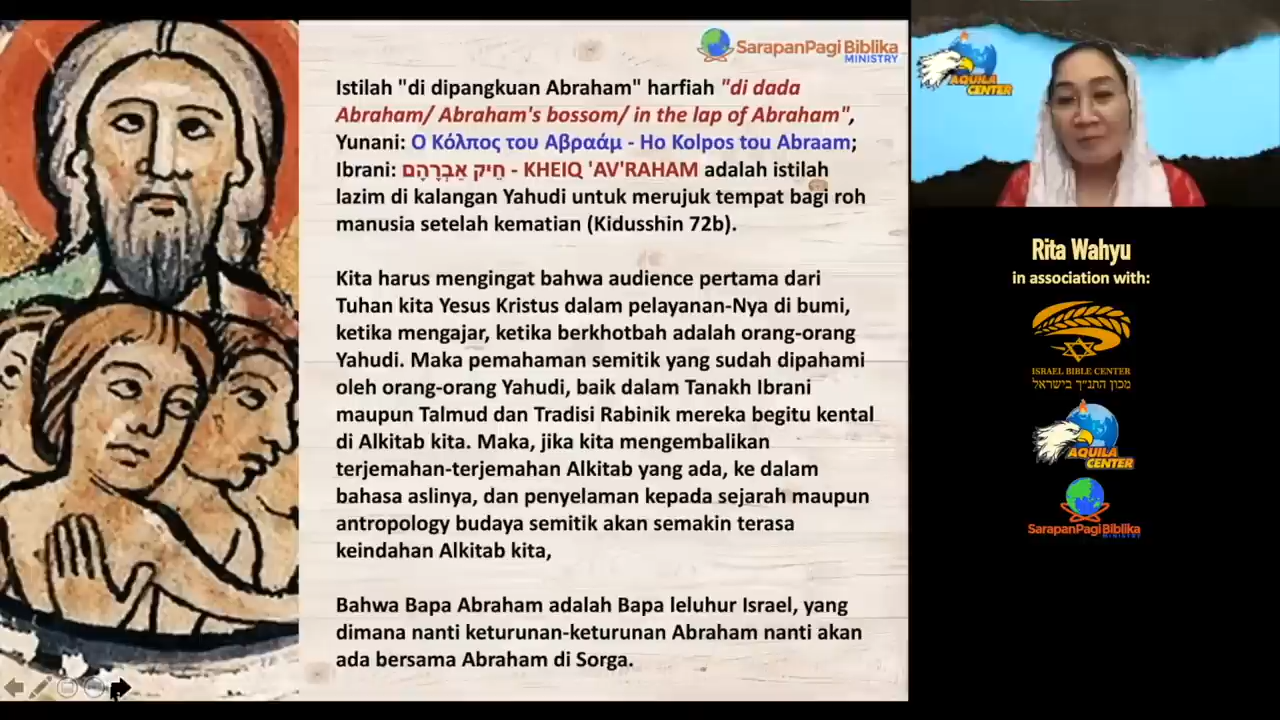 SarapanPagi Biblika
MINISTRY
Istilah "di dipangkuan Abraham" harfiah "di dada
Abraham/ Abraham's bossom/ in the lap of Abraham",
Yunani: Ο Κόλπος του Αβραάμ - Ho Kolpos tou Abraam;
Ibrani: חֵיק אַבְרָהָם - KHEIQ 'AV'RAHAM adalah istilah
lazim di kalangan Yahudi untuk merujuk tempat bagi roh
manusia setelah kematian (Kidusshin 72b).
Kita harus mengingat bahwa audience pertama dari
Tuhan kita Yesus Kristus dalam pelayanan-Nya di bumi,
ketika mengajar, ketika berkhotbah adalah orang-orang
Yahudi. Maka pemahaman semitik yang sudah dipahami
oleh orang-orang Yahudi, baik dalam Tanakh Ibrani
maupun Talmud dan Tradisi Rabinik mereka begitu kental
di Alkitab kita. Maka, jika kita mengembalikan
terjemahan-terjemahan Alkitab yang ada, ke dalam
bahasa aslinya, dan penyelaman kepada sejarah maupun
antropology budaya semitik akan semakin terasa
keindahan Alkitab kita,
Bahwa Bapa Abraham adalah Bapa leluhur Israel, yang
dimana nanti keturunan-keturunan Abraham nanti akan
ada bersama Abraham di Sorga.
AQUILA
CENTER
Rita Wahyu
in association with:
ISRAEL BIBLE CENTER
מכון התנ״ך בישראל
AQUILA
CENTER
SarapanPagi Biblika
MINISTRY